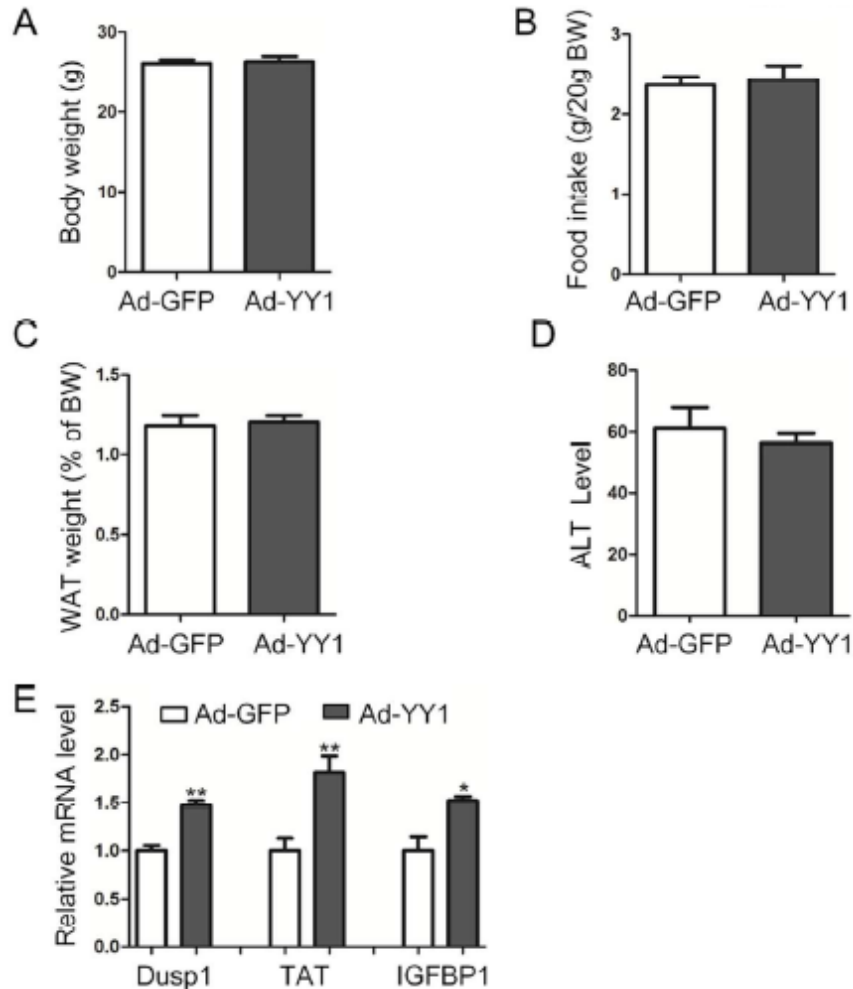 A
Body weight (g)
30
20
10
0
Ad-GFP Ad-YY1
B
Food intake (g/20g BW)
3
2
1
0
Ad-GFP Ad-YY1
C
WAT weight (% of BW)
1.5
1.0
0.5
0.0
Ad-GFP Ad-YY1
D
ALT Level
80
60
40
20
0
Ad-GFP Ad-YY1
E
Ad-GFP Ad-YY1
Relative mRNA level
2.5
2.0
1.5
1.0
0.5
0.0
** ** *
Dusp1 TAT IGFBP1